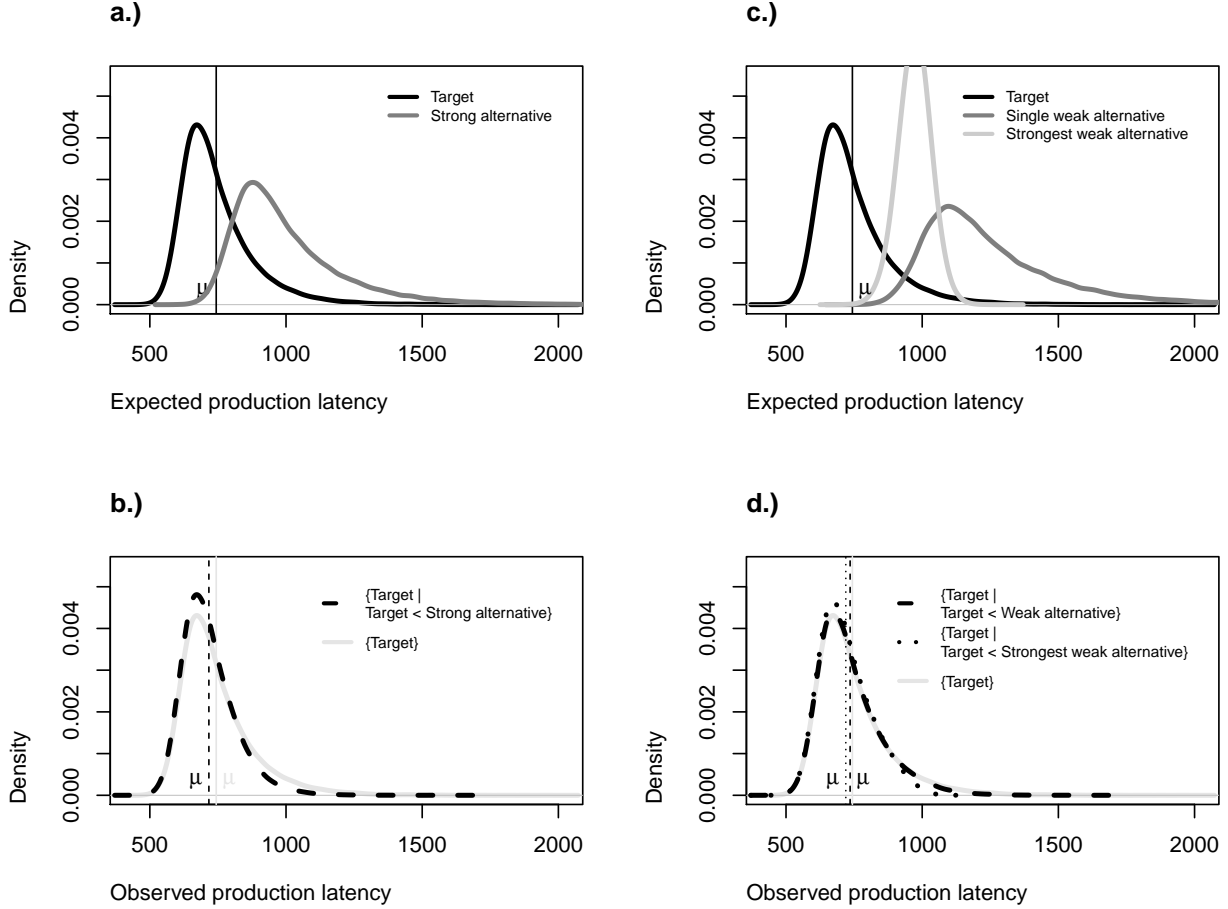 a.)
Density
0.000
0.002
0.004
Target
Strong alternative
μ
500
1000
1500
2000
Expected production latency
c.)
Density
0.000
0.002
0.004
Target
Single weak alternative
Strongest weak alternative
μ
500
1000
1500
2000
Expected production latency
b.)
Density
0.000
0.002
0.004
{Target |
Target < Strong alternative}
{Target}
μ
μ
500
1000
1500
2000
Observed production latency
d.)
Density
0.000
0.002
0.004
{Target |
Target < Weak alternative}
{Target |
Target < Strongest weak alternative}
{Target}
μ
μ
500
1000
1500
2000
Observed production latency